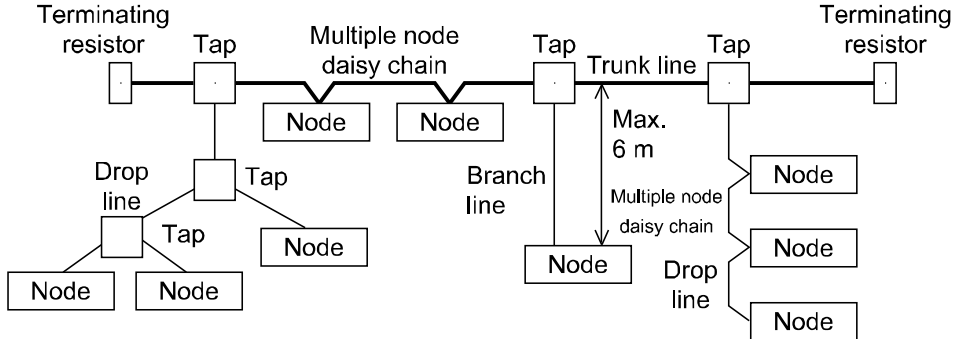 Terminating
resistor
Tap
Multiple node
daisy chain
Tap
Trunk line
Tap
Terminating
resistor
Node
Node
Max.
6 m
Drop
line
Tap
Branch
line
Node
Multiple node
daisy chain
Tap
Node
Node
Node
Drop
line
Node
Node
Node
Node